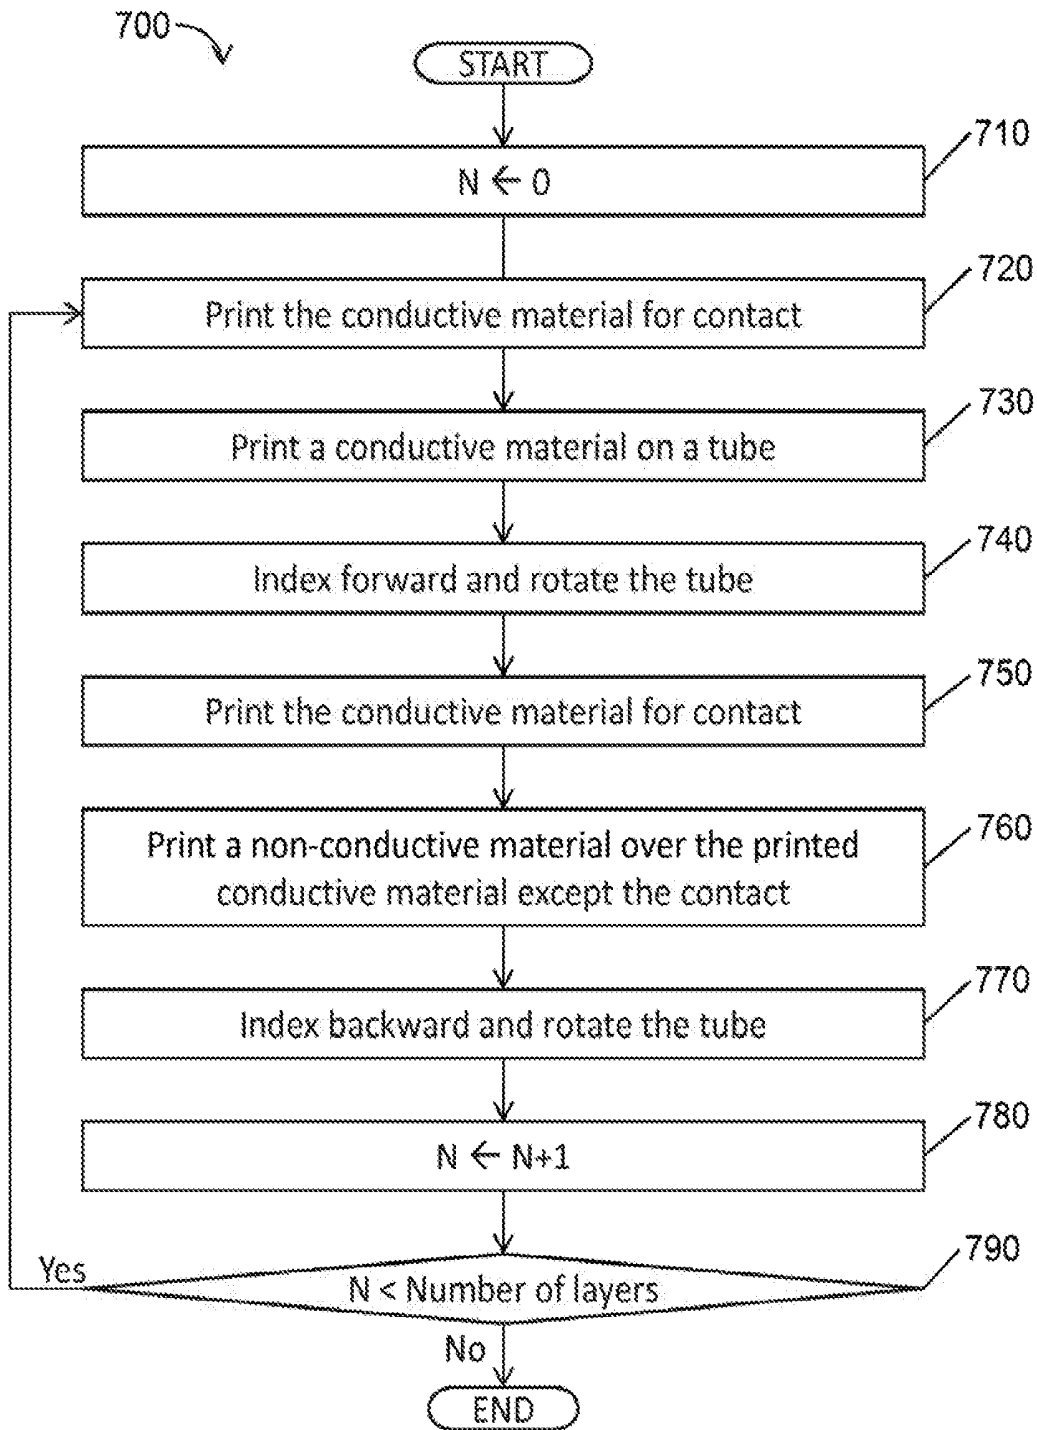 700
START
710
N ← 0
720
Print the conductive material for contact
730
Print a conductive material on a tube
740
Index forward and rotate the tube
750
Print the conductive material for contact
760
Print a non-conductive material over the printed
conductive material except the contact
770
Index backward and rotate the tube
780
N ← N+1
790
Yes
N < Number of layers
No
END